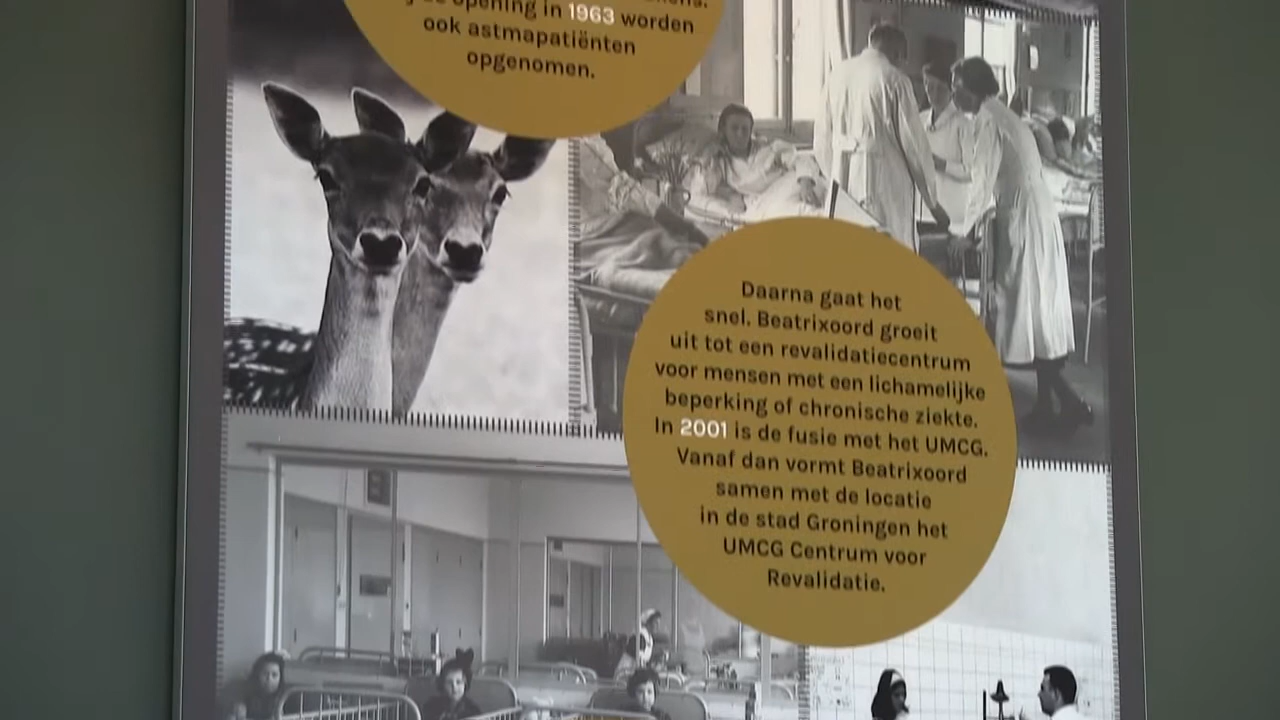 opening in 1963 worden
ook astmapatiënten
opgenomen.
Daarna gaat het
snel. Beatrixoord groeit
uit tot een revalidatiecentrum
voor mensen met een lichamelijke
beperking of chronische ziekte.
In 2001 is de fusie met het UMCG.
Vanaf dan vormt Beatrixoord
samen met de locatie
in de stad Groningen het
UMCG Centrum voor
Revalidatie.